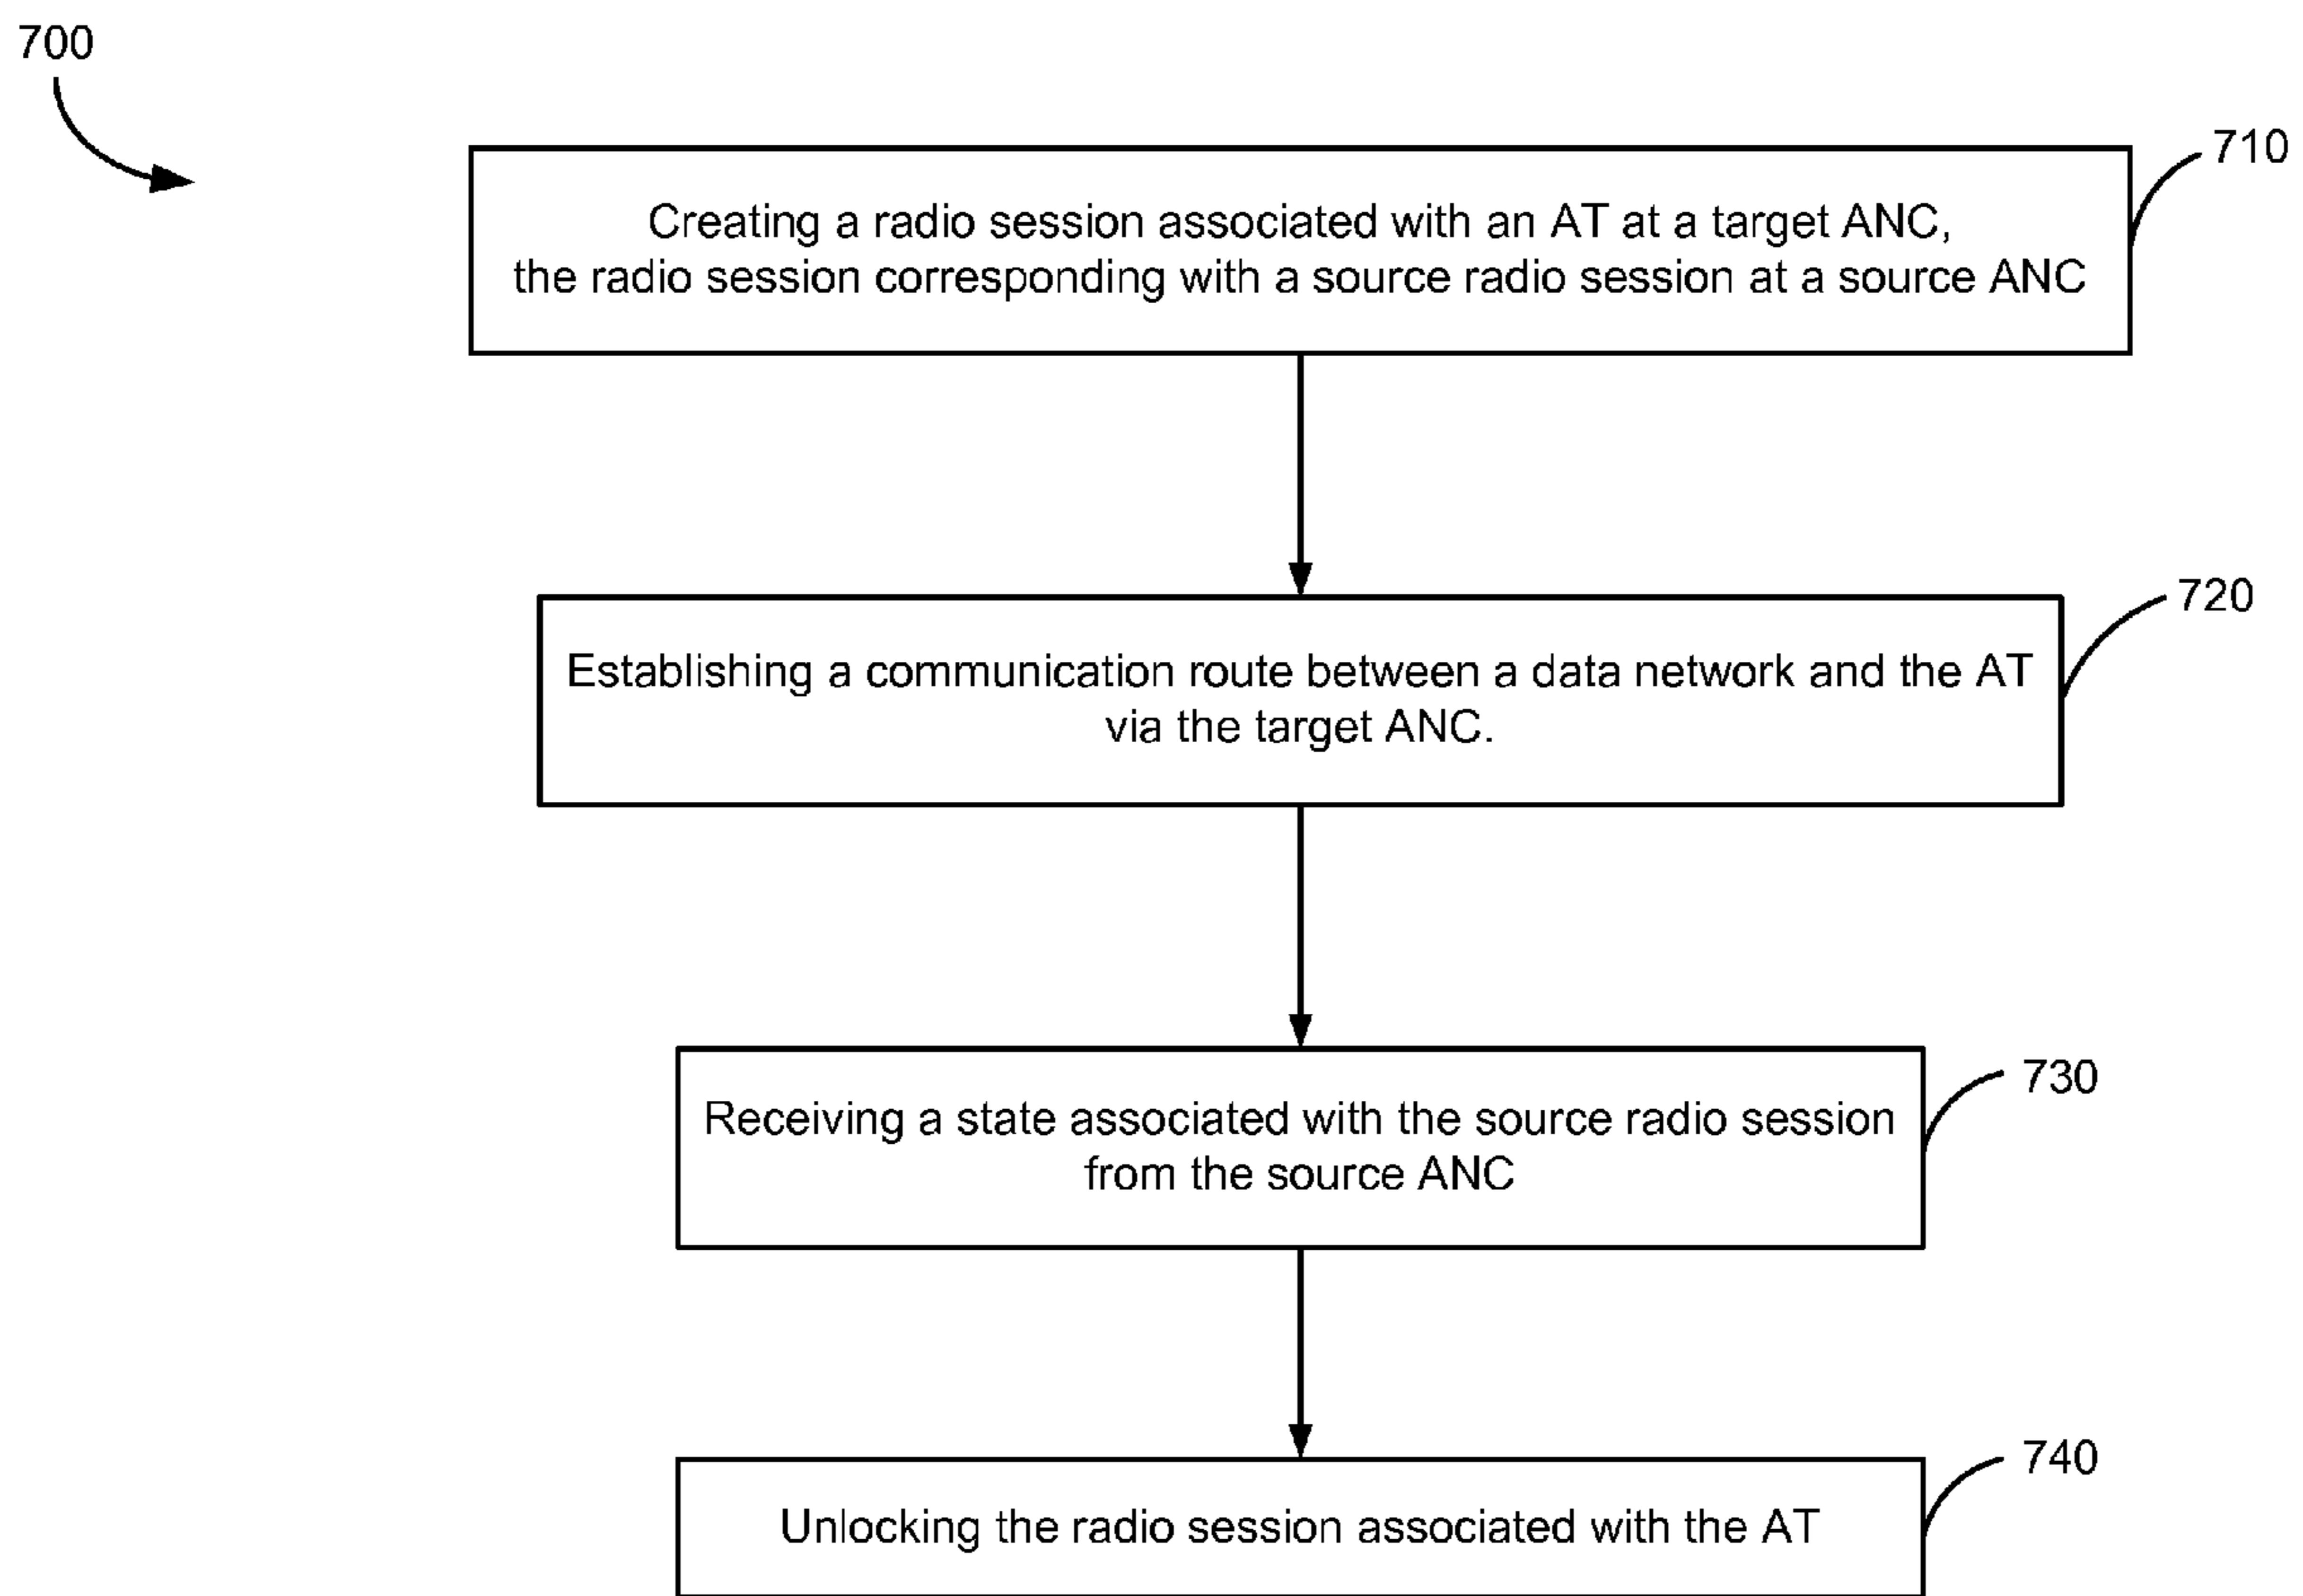 700
710
Creating a radio session associated with an AT at a target ANC,
the radio session corresponding with a source radio session at a source ANC
720
Establishing a communication route between a data network and the AT
via the target ANC.
730
Receiving a state associated with the source radio session
from the source ANC
740
Unlocking the radio session associated with the AT